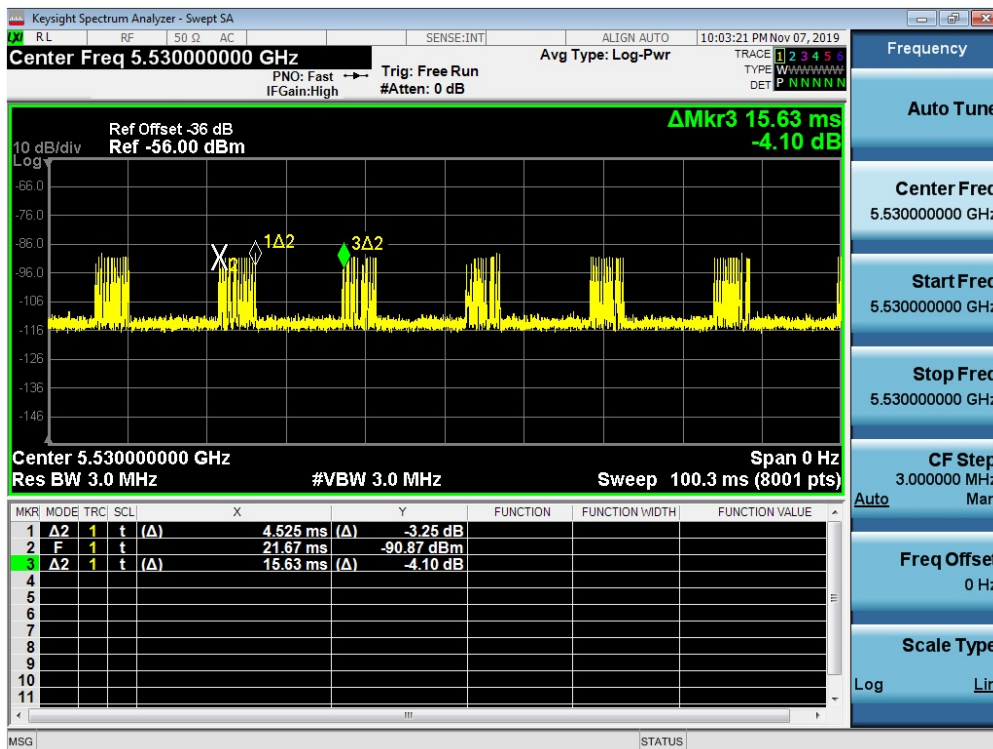 Keysight Spectrum Analyzer - Swept SA
LXI RL RF 50 Ω AC SENSE:INT ALIGN AUTO 10:03:21 PM Nov 07, 2019
Center Freq 5.530000000 GHz
PNO: Fast
IFGain:High
Trig: Free Run
#Atten: 0 dB
Avg Type: Log-Pwr
TRACE 1 2 3 4 5 6
TYPE WWWWWWW
DET P N N N N N
ΔMkr3 15.63 ms
-4.10 dB
Ref Offset -36 dB
10 dB/div Ref -56.00 dBm
Log
-66.0
-76.0
-86.0
-96.0
-106
-116
-126
-136
-146
X2
1Δ2
3Δ2
Center 5.530000000 GHz Span 0 Hz
Res BW 3.0 MHz #VBW 3.0 MHz Sweep 100.3 ms (8001 pts)
MKR MODE TRC SCL X Y FUNCTION FUNCTION WIDTH FUNCTION VALUE
1 Δ2 1 t (Δ) 4.525 ms (Δ) -3.25 dB
2 F 1 t 21.67 ms -90.87 dBm
3 Δ2 1 t (Δ) 15.63 ms (Δ) -4.10 dB
4
5
6
7
8
9
10
11
MSG STATUS
Frequency
Auto Tune
Center Freq
5.530000000 GHz
Start Freq
5.530000000 GHz
Stop Freq
5.530000000 GHz
CF Step
3.000000 MHz
Auto Man
Freq Offset
0 Hz
Scale Type
Log Lin